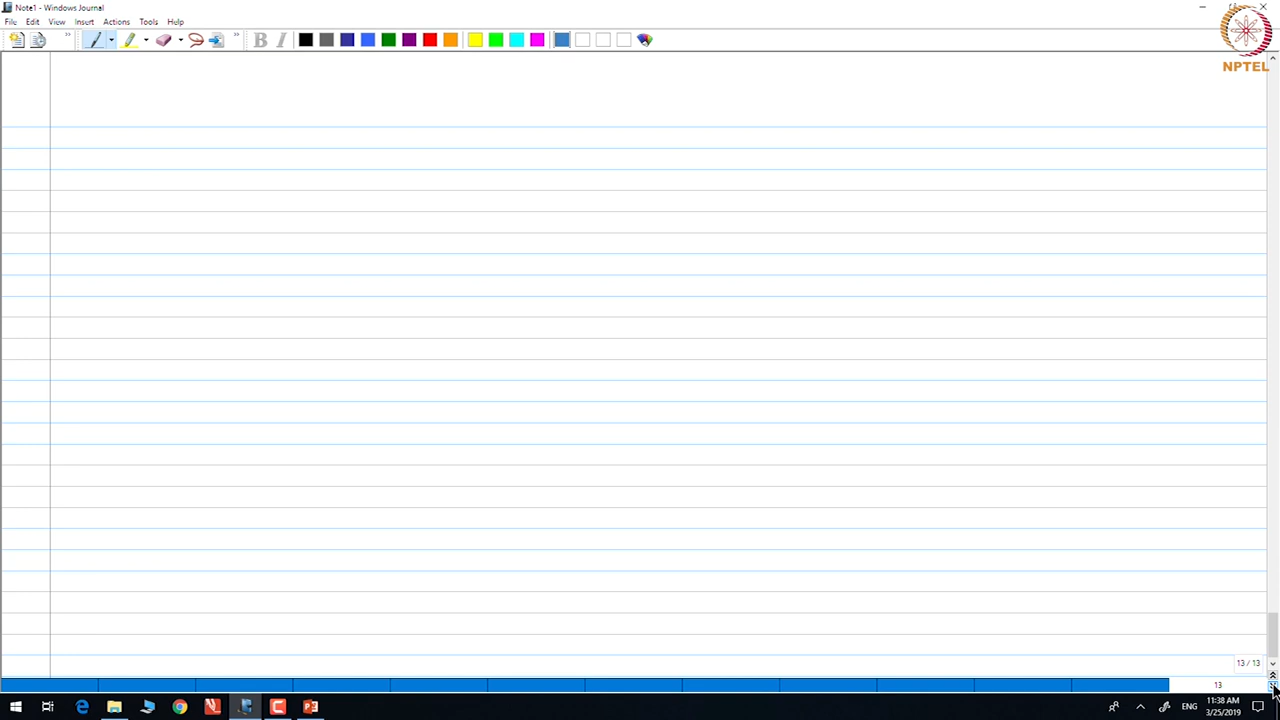 Note1 - Windows Journal
File Edit View Insert Actions Tools Help
B I
NPTEL
13 / 13
13
ENG
11:38 AM
3/25/2019